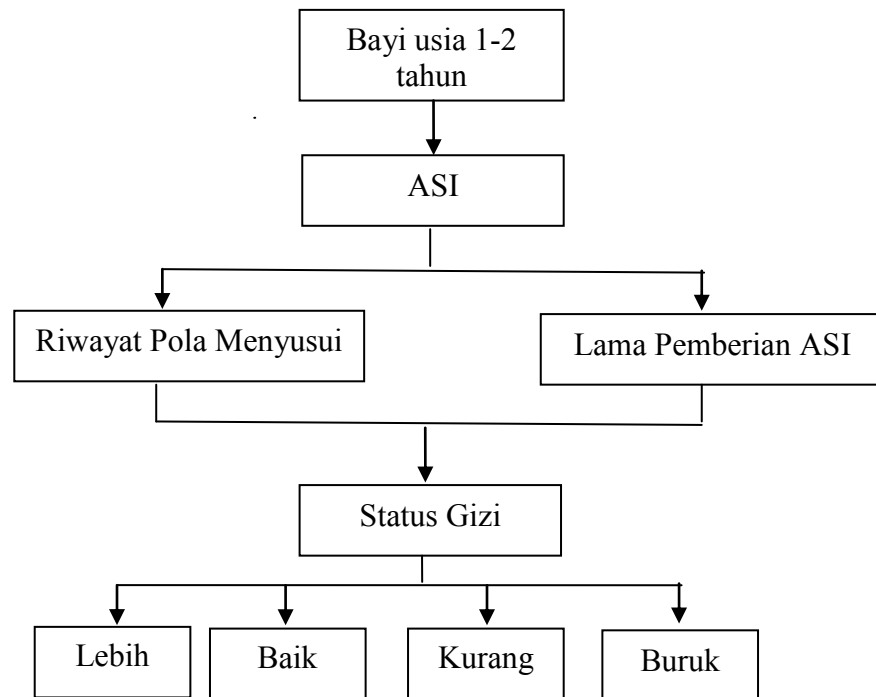 Bayi usia 1-2
tahun
ASI
Riwayat Pola Menyusui
Lama Pemberian ASI
Status Gizi
Lebih
Baik
Kurang
Buruk